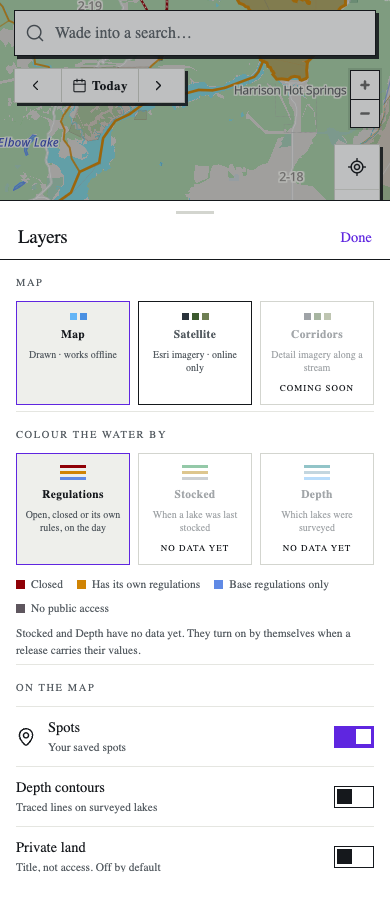 2-19
Wade into a search…
Today
Harrison Hot Springs
Elbow Lake
2-18
Layers
Done
MAP
Map
Drawn · works offline
Satellite
Esri imagery · online
only
Corridors
Detail imagery along a
stream
COMING SOON
COLOUR THE WATER BY
Regulations
Open, closed or its own
rules, on the day
Stocked
When a lake was last
stocked
NO DATA YET
Depth
Which lakes were
surveyed
NO DATA YET
Closed
Has its own regulations
Base regulations only
No public access
Stocked and Depth have no data yet. They turn on by themselves when a
release carries their values.
ON THE MAP
Spots
Your saved spots
Depth contours
Traced lines on surveyed lakes
Private land
Title, not access. Off by default